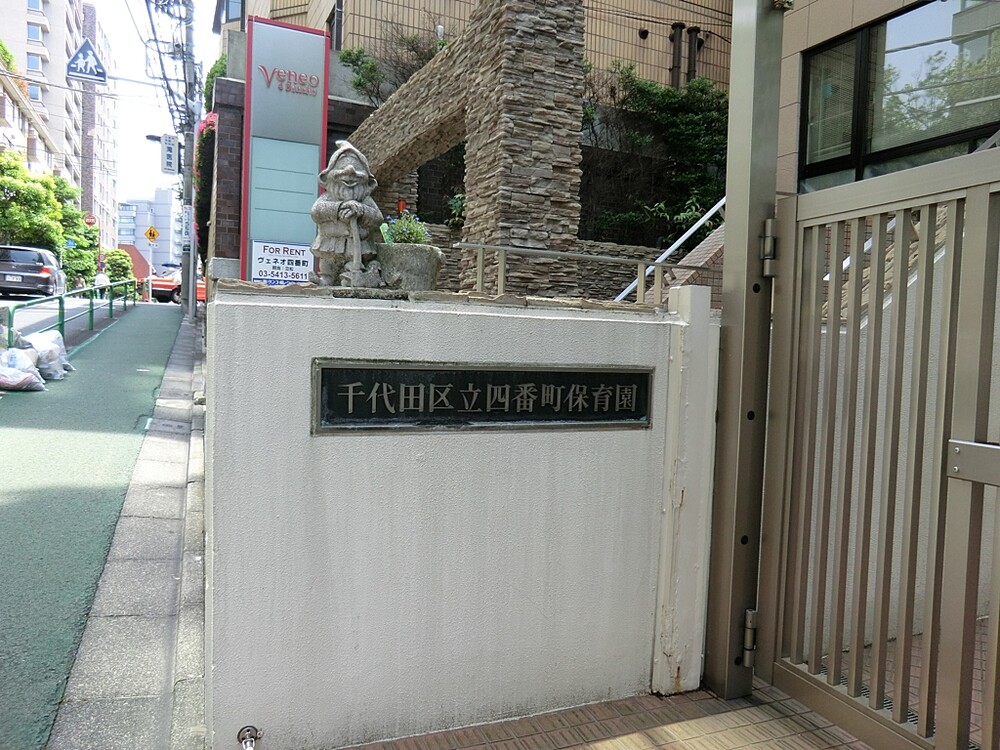 Veneo
FOR RENT
ヴェネオ四番町
03-5413-5611
千代田区立四番町保育園